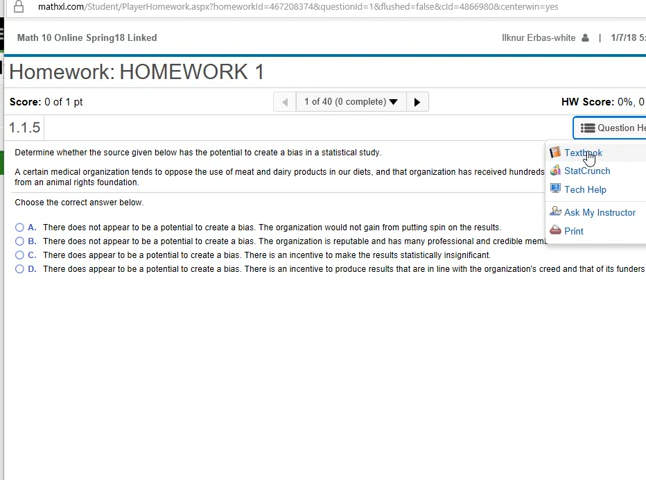 mathxl.com/Student/PlayerHomework.aspx?homeworkId=467208374&questionId=1&flushed=false&cId=4866980&centerwin=yes
Math 10 Online Spring18 Linked
Ilknur Erbas-white | 1/7/18 5:
Homework: HOMEWORK 1
Score: 0 of 1 pt
1 of 40 (0 complete)
HW Score: 0%, 0
1.1.5
Question He
Determine whether the source given below has the potential to create a bias in a statistical study.
Textbook
A certain medical organization tends to oppose the use of meat and dairy products in our diets, and that organization has received hundreds
StatCrunch
from an animal rights foundation.
Tech Help
Choose the correct answer below.
Ask My Instructor
A. There does not appear to be a potential to create a bias. The organization would not gain from putting spin on the results.
Print
B. There does not appear to be a potential to create a bias. The organization is reputable and has many professional and credible mem
C. There does appear to be a potential to create a bias. There is an incentive to make the results statistically insignificant.
D. There does appear to be a potential to create a bias. There is an incentive to produce results that are in line with the organization's creed and that of its funders